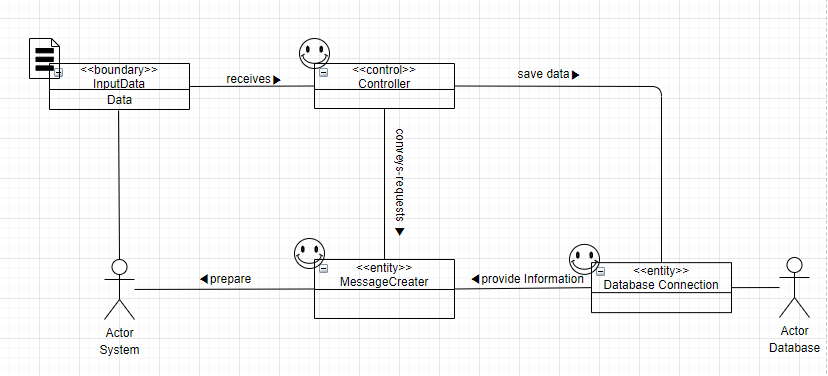 <<boundary>>
InputData
Data
receives
<<control>>
Controller
save data
conveys-requests
<<entity>>
MessageCreater
prepare
provide Information
<<entity>>
Database Connection
Actor
System
Actor
Database